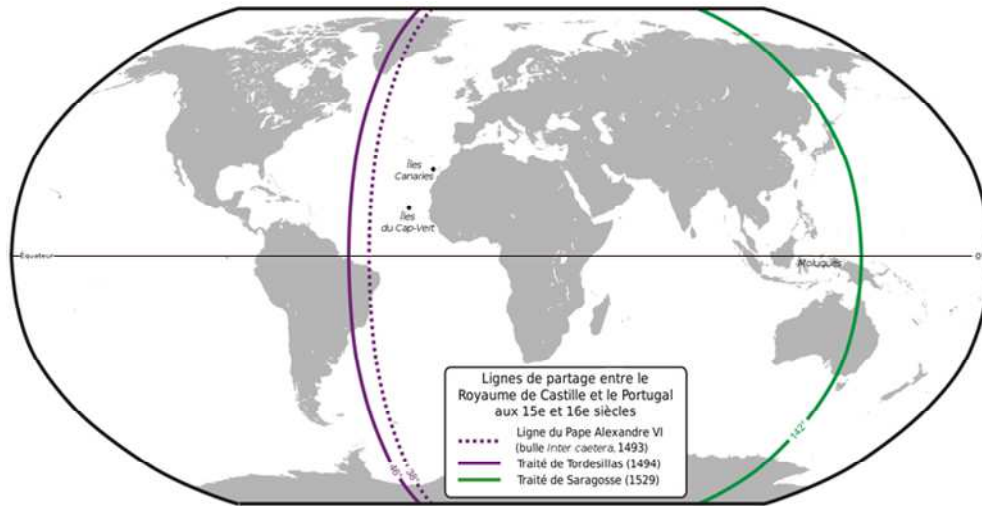 Îles
Canaries
Îles
du Cap-Vert
Équateur
Moluques
0°
Lignes de partage entre le
Royaume de Castille et le Portugal
aux 15e et 16e siècles
Ligne du Pape Alexandre VI
(bulle Inter caetera, 1493)
Traité de Tordesillas (1494)
Traité de Saragosse (1529)
142°
46°
38°